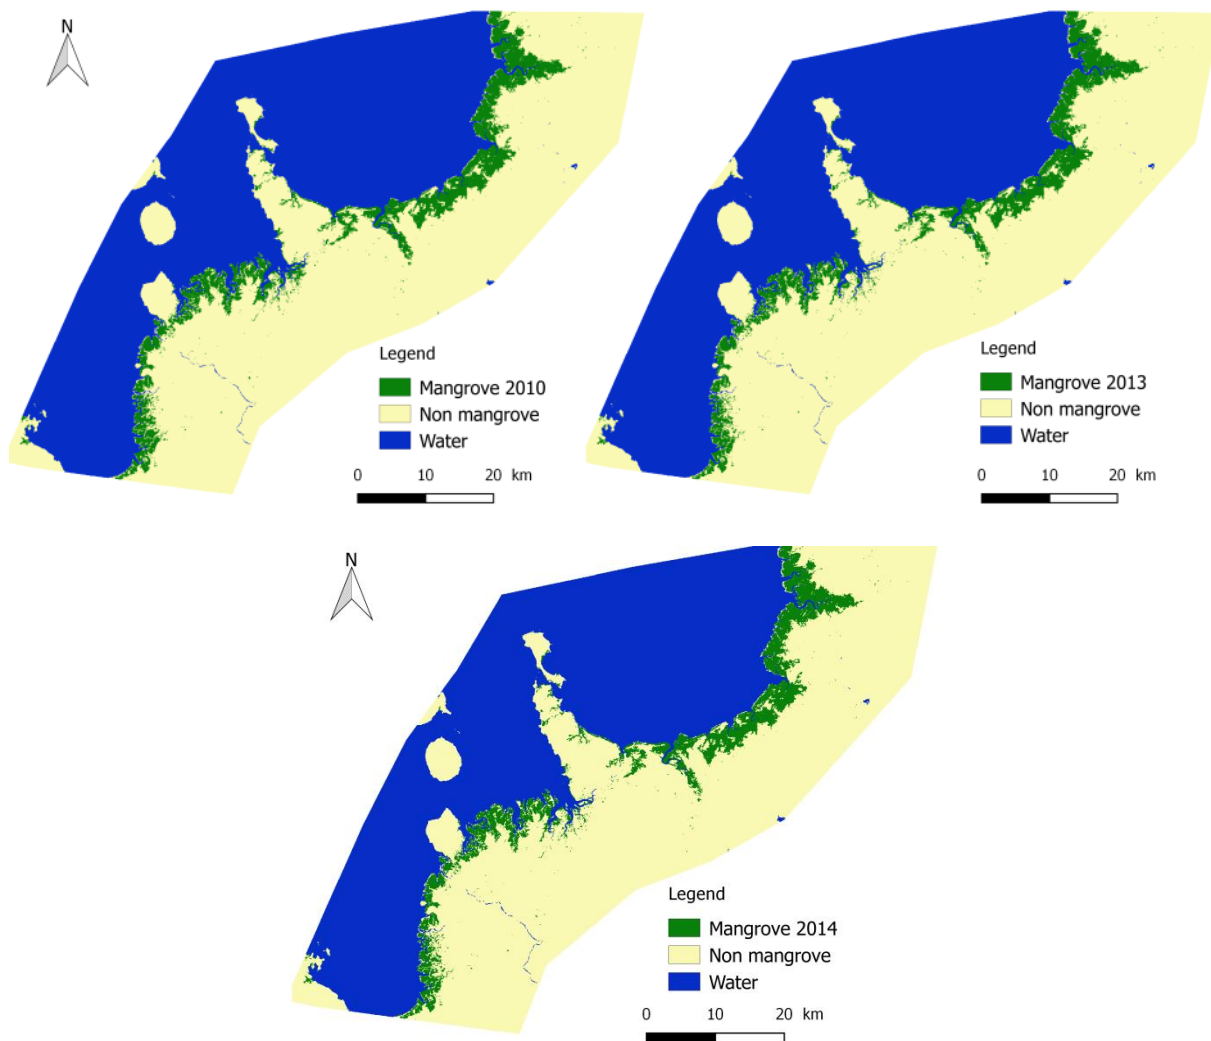 N
Legend
Mangrove 2010
Non mangrove
Water
0 10 20 km
Legend
Mangrove 2013
Non mangrove
Water
0 10 20 km
N
Legend
Mangrove 2014
Non mangrove
Water
0 10 20 km